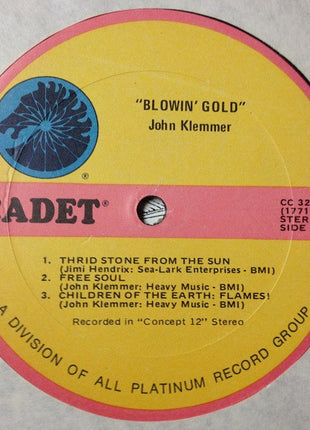 "BLOWIN' GOLD"
John Klemmer
®
CADET®
CC 32
(1771
STER
SIDE
1. THRID STONE FROM THE SUN
(Jimi Hendrix: Sea-Lark Enterprises - BMI)
2. FREE SOUL
(John Klemmer: Heavy Music - BMI)
3. CHILDREN OF THE EARTH: FLAMES!
(John Klemmer: Heavy Music - BMI)
Recorded in "Concept 12" Stereo
A DIVISION OF ALL PLATINUM RECORD GROUP